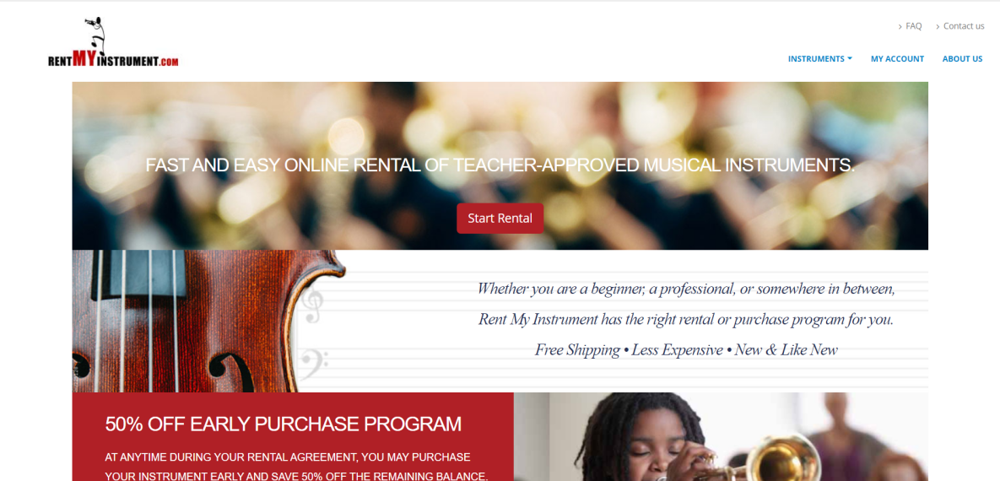 > FAQ > Contact us
RENTMYINSTRUMENT.COM
INSTRUMENTS MY ACCOUNT ABOUT US
FAST AND EASY ONLINE RENTAL OF TEACHER-APPROVED MUSICAL INSTRUMENTS.
Start Rental
Whether you are a beginner, a professional, or somewhere in between,
Rent My Instrument has the right rental or purchase program for you.
Free Shipping • Less Expensive • New & Like New
50% OFF EARLY PURCHASE PROGRAM
AT ANYTIME DURING YOUR RENTAL AGREEMENT, YOU MAY PURCHASE
YOUR INSTRUMENT EARLY AND SAVE 50% OFF THE REMAINING BALANCE.